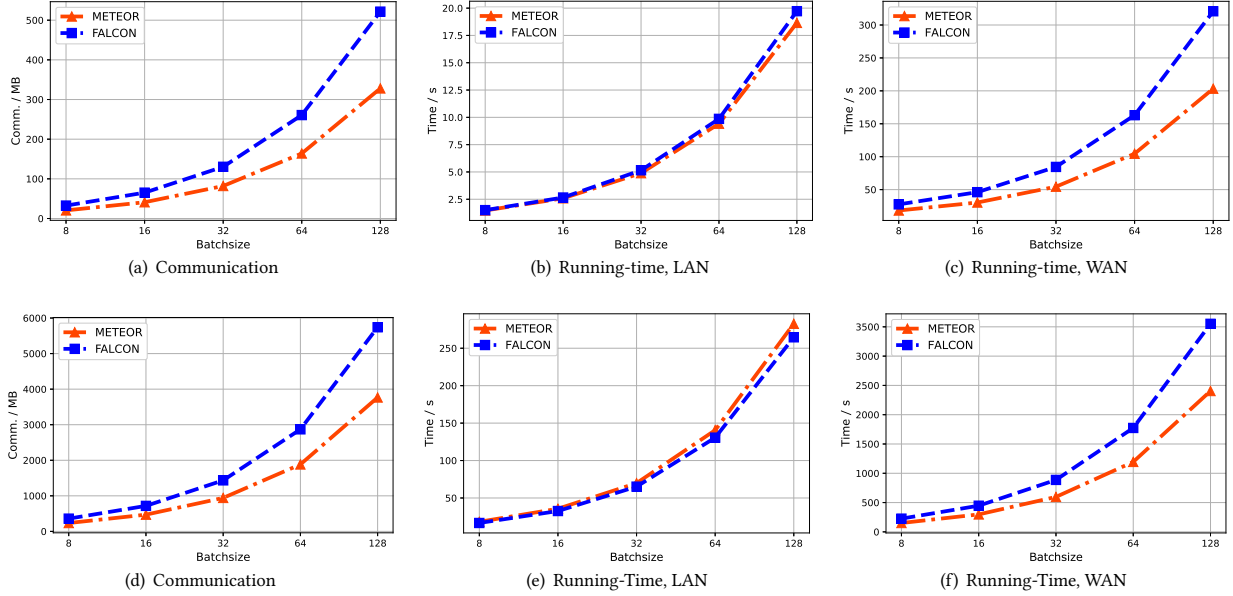 METEOR
FALCON
500
400
300
200
100
0
Comm. / MB
8 16 32 64 128
Batchsize
(a) Communication
METEOR
FALCON
20.0
17.5
15.0
12.5
10.0
7.5
5.0
2.5
Time / s
8 16 32 64 128
Batchsize
(b) Running-time, LAN
METEOR
FALCON
300
250
200
150
100
50
Time / s
8 16 32 64 128
Batchsize
(c) Running-time, WAN
METEOR
FALCON
6000
5000
4000
3000
2000
1000
0
Comm. / MB
8 16 32 64 128
Batchsize
(d) Communication
METEOR
FALCON
250
200
150
100
50
Time / s
8 16 32 64 128
Batchsize
(e) Running-Time, LAN
METEOR
FALCON
3500
3000
2500
2000
1500
1000
500
0
Time / s
8 16 32 64 128
Batchsize
(f) Running-Time, WAN